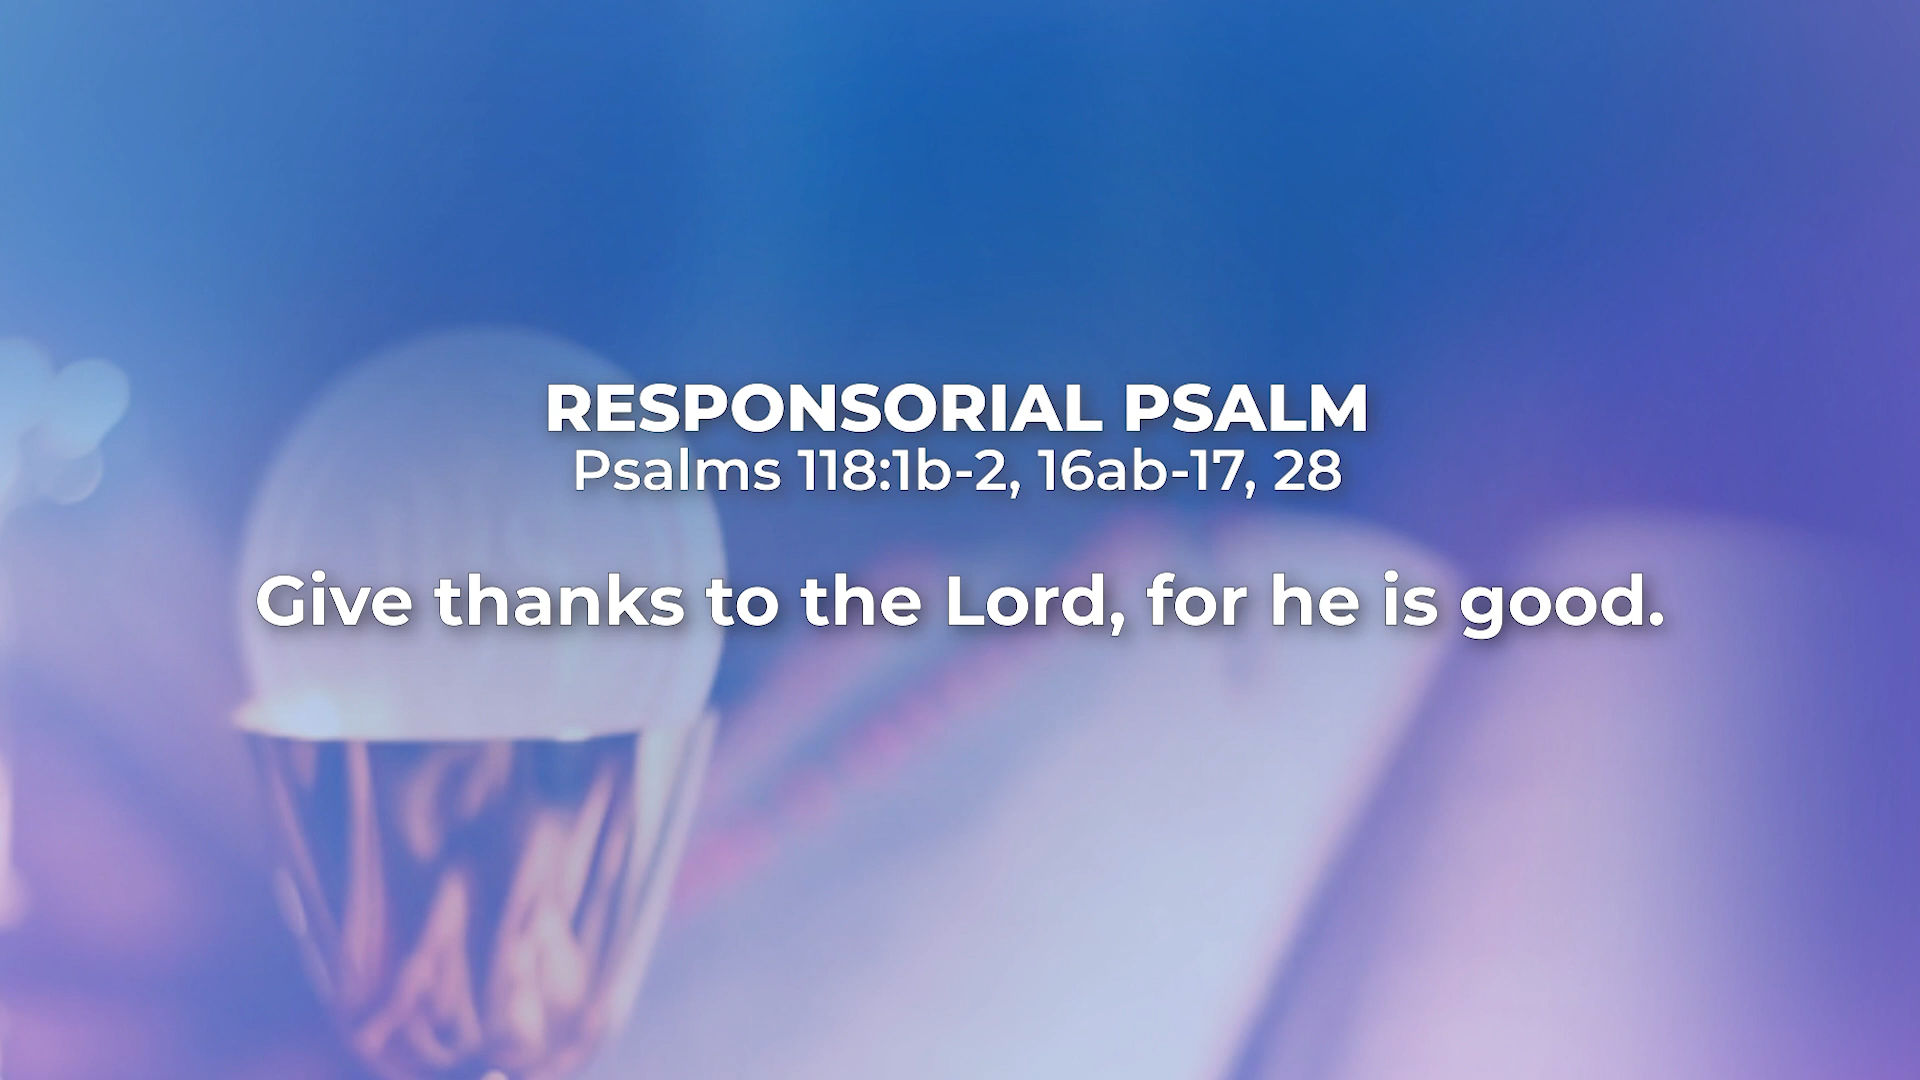 RESPONSORIAL PSALM
Psalms 118:1b-2, 16ab-17, 28
Give thanks to the Lord, for he is good.